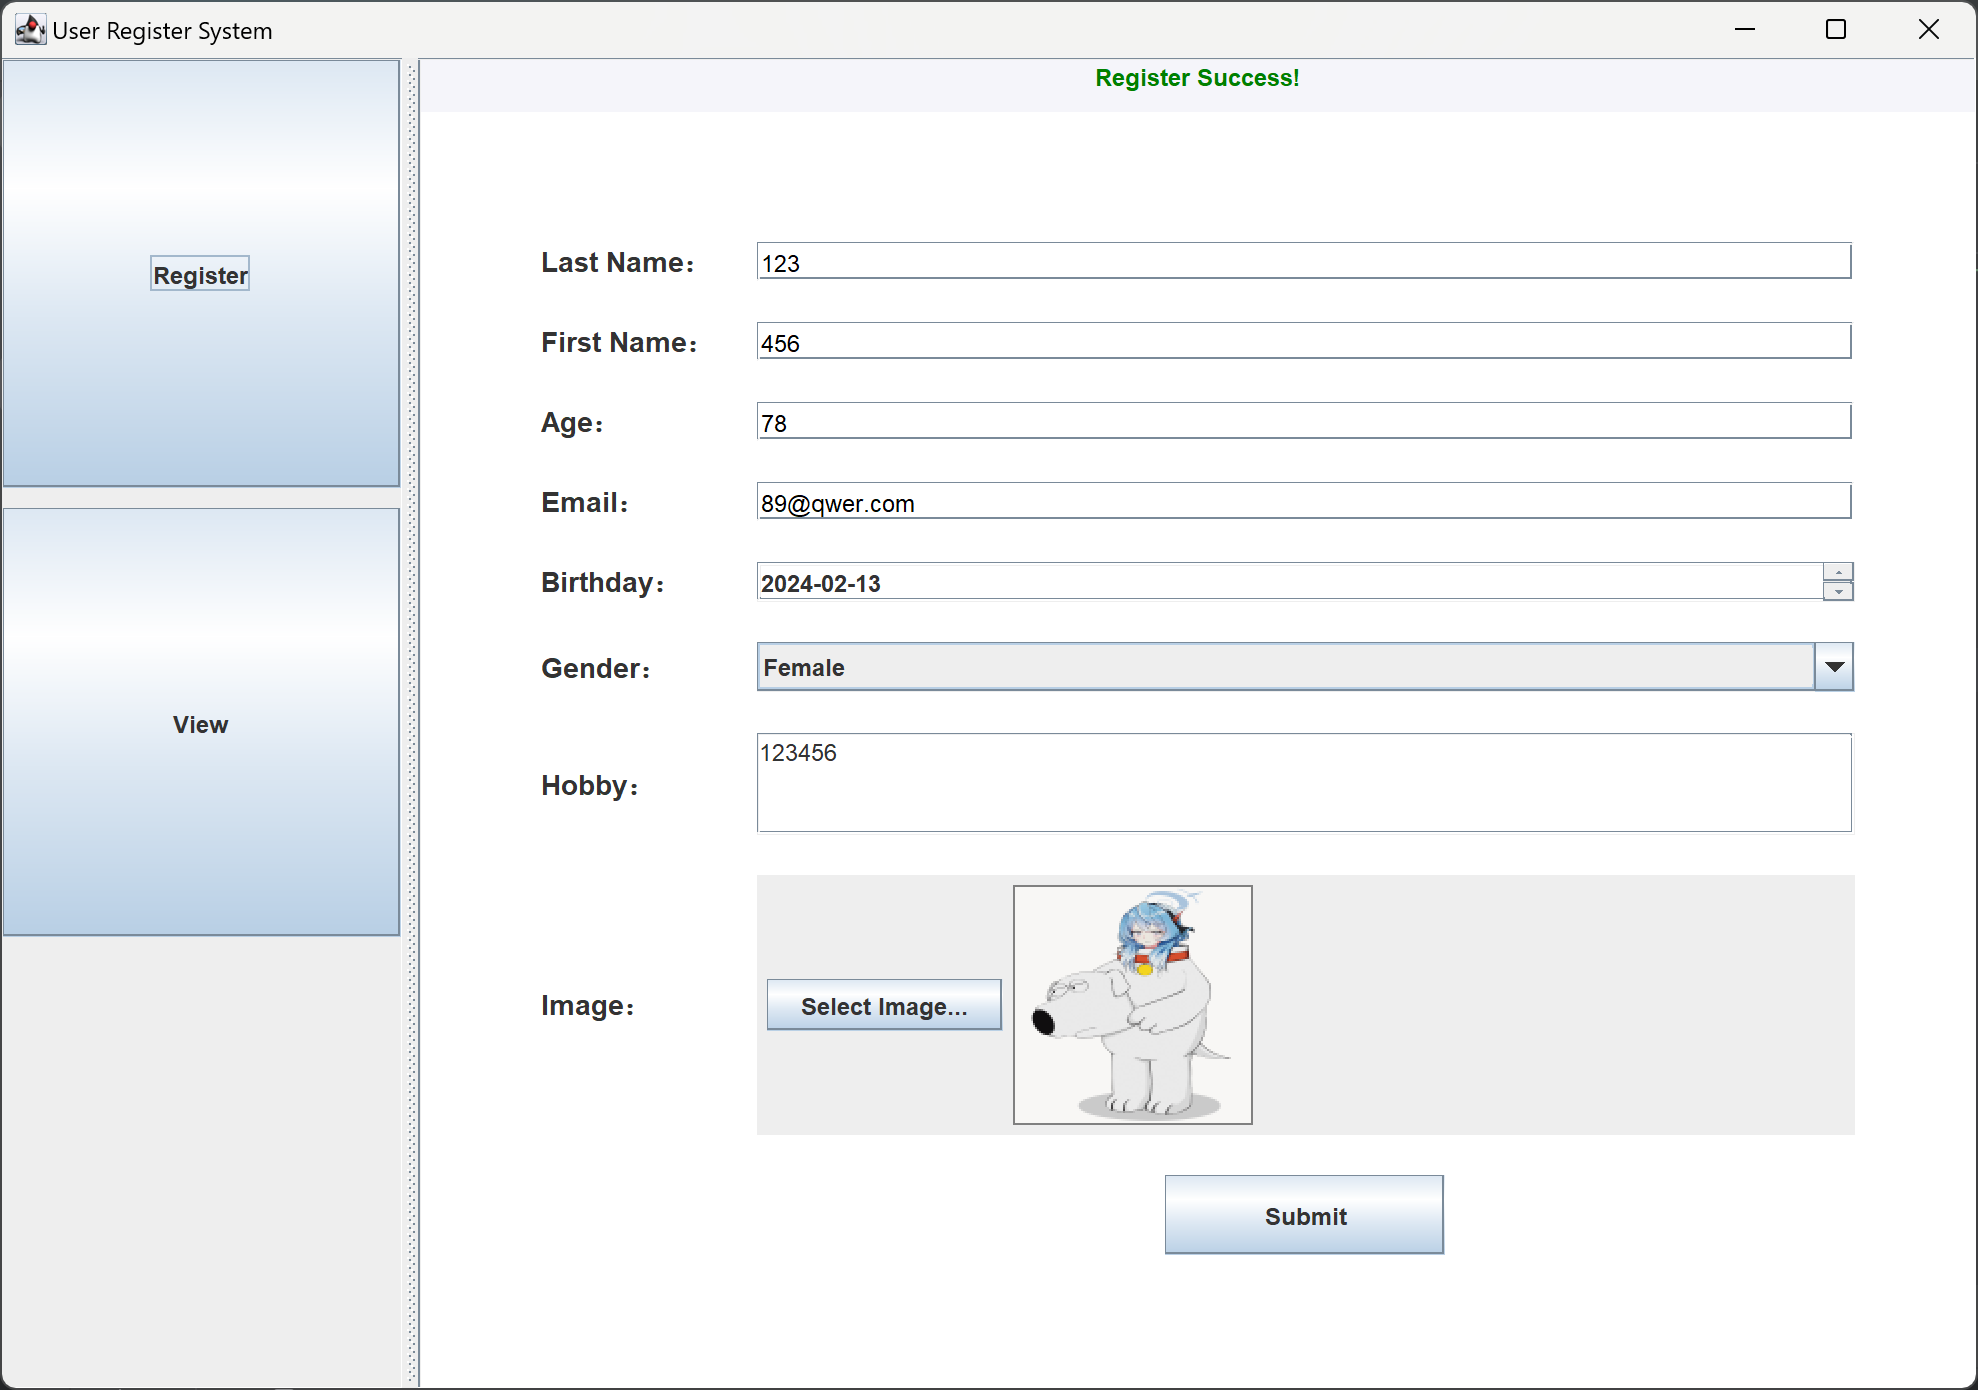 User Register System
Register Success!
Register
View
Last Name：
123
First Name：
456
Age：
78
Email：
89@qwer.com
Birthday：
2024-02-13
Gender：
Female
Hobby：
123456
Image：
Select Image...
Submit